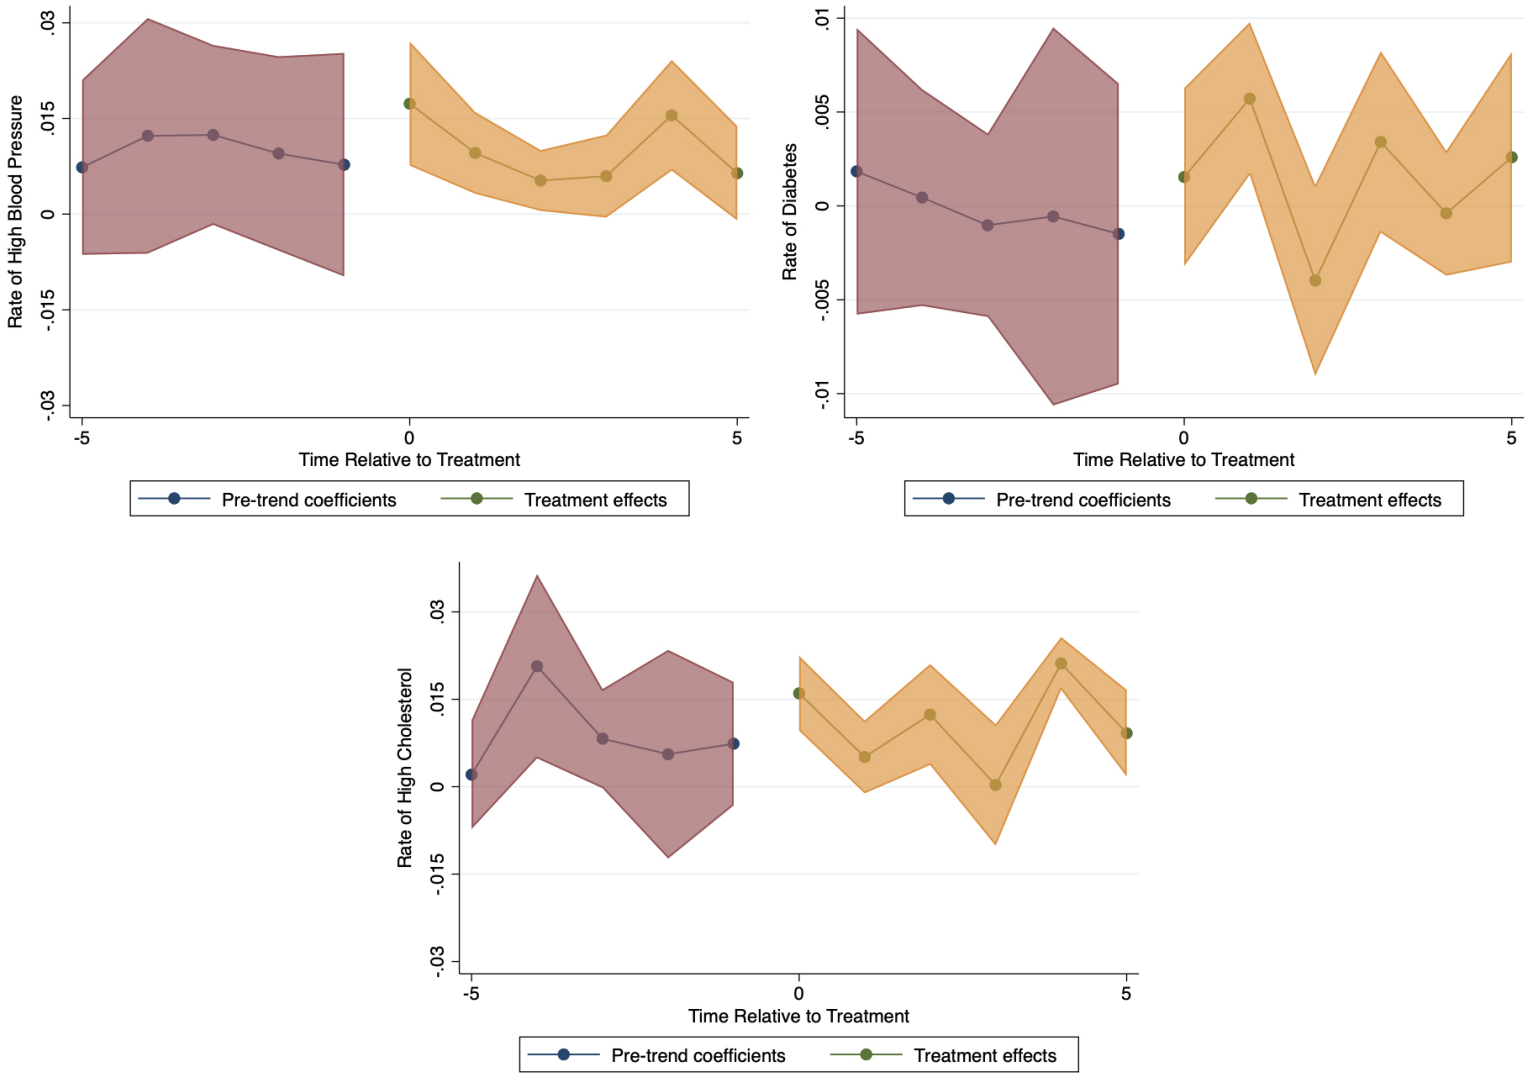 Rate of High Blood Pressure
.03
.015
0
-.015
-.03
-5
0
5
Time Relative to Treatment
Pre-trend coefficients
Treatment effects
Rate of Diabetes
.01
.005
0
-.005
-.01
-5
0
5
Time Relative to Treatment
Pre-trend coefficients
Treatment effects
Rate of High Cholesterol
.03
.015
0
-.015
-.03
-5
0
5
Time Relative to Treatment
Pre-trend coefficients
Treatment effects